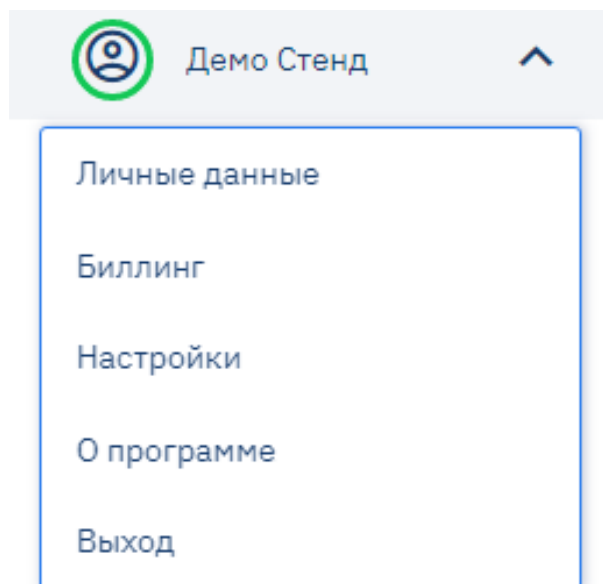 Демо Стенд
Личные данные
Биллинг
Настройки
О программе
Выход